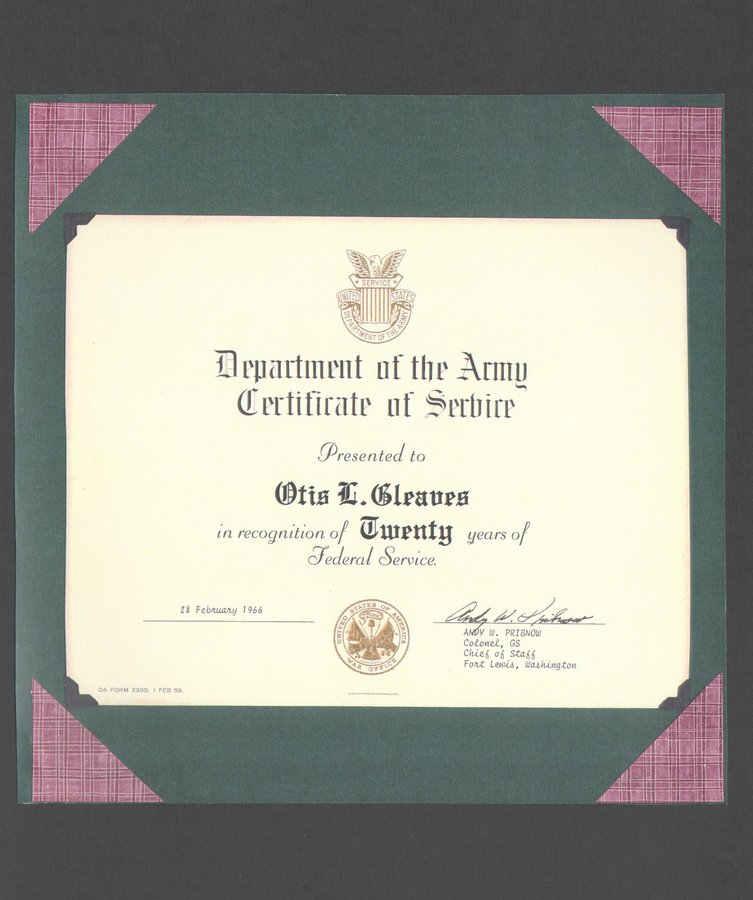 SERVICE
UNITED STATES
DEPARTMENT OF THE ARMY
Department of the Army
Certificate of Service
Presented to
Otis L. Gleaves
in recognition of Twenty years of
Federal Service.
28 February 1966
UNITED STATES OF AMERICA
WAR OFFICE
Andy W. Pribnow
ANDY W. PRIBNOW
Colonel, GS
Chief of Staff
Fort Lewis, Washington
DA FORM 2200, 1 FEB 59.